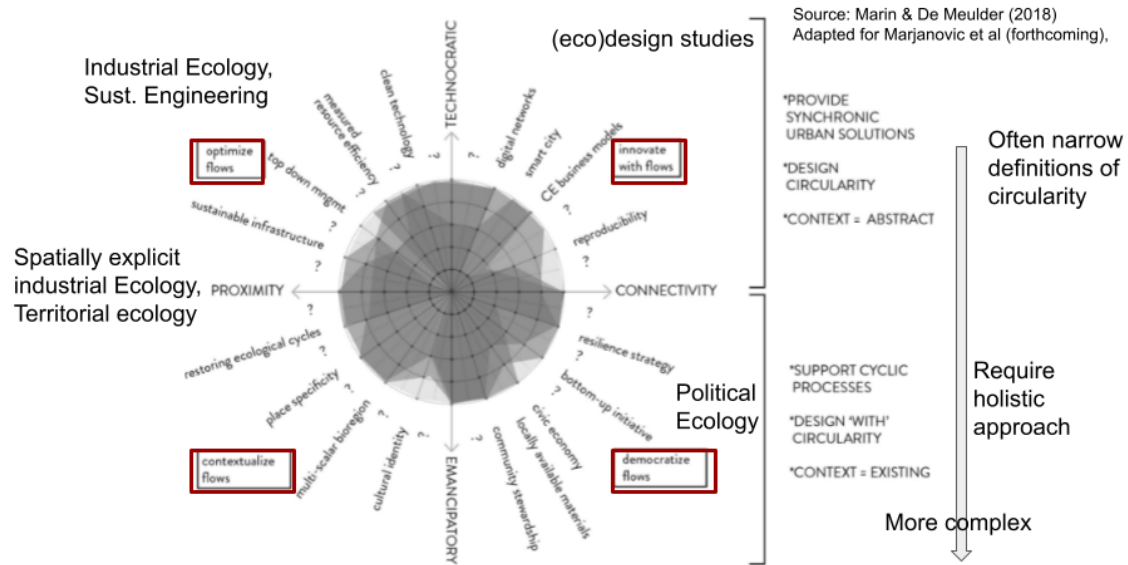 Source: Marin & De Meulder (2018)
Adapted for Marjanovic et al (forthcoming),
(eco)design studies
Industrial Ecology,
Sust. Engineering
TECHNOCRATIC
clean technology
?
measured
resource efficiency
?
optimize
flows
top down mngmt
?
sustainable infrastructure
?
?
?
digital networks
smart city
CE business models
?
innovate
with flows
reproducibility
?
Spatially explicit
industrial Ecology,
Territorial ecology
PROXIMITY
CONNECTIVITY
?
restoring ecological cycles
?
place specificity
?
multi-scalar bioregion
?
cultural identity
?
contextualize
flows
EMANCIPATORY
?
resilience strategy
?
bottom-up initiative
?
civic economy
locally available materials
community stewardship
?
democratize
flows
Political
Ecology
*PROVIDE
SYNCHRONIC
URBAN SOLUTIONS
*DESIGN
CIRCULARITY
*CONTEXT = ABSTRACT
Often narrow
definitions of
circularity
*SUPPORT CYCLIC
PROCESSES
*DESIGN 'WITH'
CIRCULARITY
*CONTEXT = EXISTING
Require
holistic
approach
More complex